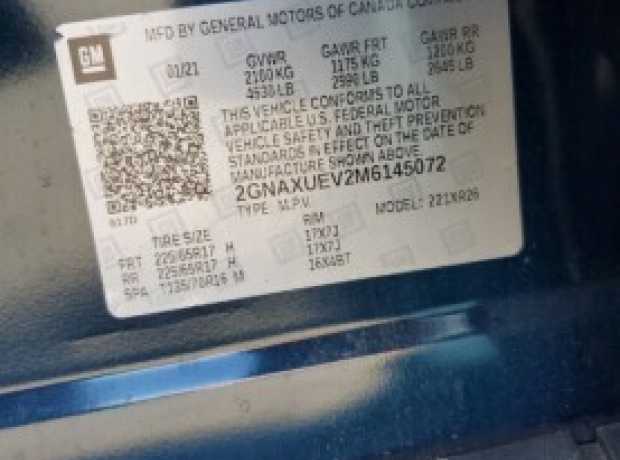 GM
MFD BY GENERAL MOTORS OF CANADA COMPANY
01/21
GVWR GAWR FRT GAWR RR
2100 KG 1175 KG 1200 KG
LB LB 2645 LB
THIS VEHICLE CONFORMS TO ALL
APPLICABLE U.S. FEDERAL MOTOR
VEHICLE SAFETY AND THEFT PREVENTION
STANDARDS IN EFFECT ON THE DATE OF
MANUFACTURE SHOWN ABOVE.
2GNAXUEV2M6145072
TYPE: M.P.V. MODEL: 221XR26
TIRE SIZE RIM
FRT 225/65R17 H 17X7J
RR 225/65R17 H 17X7J
SPA T135/70R16 M 16X4BT